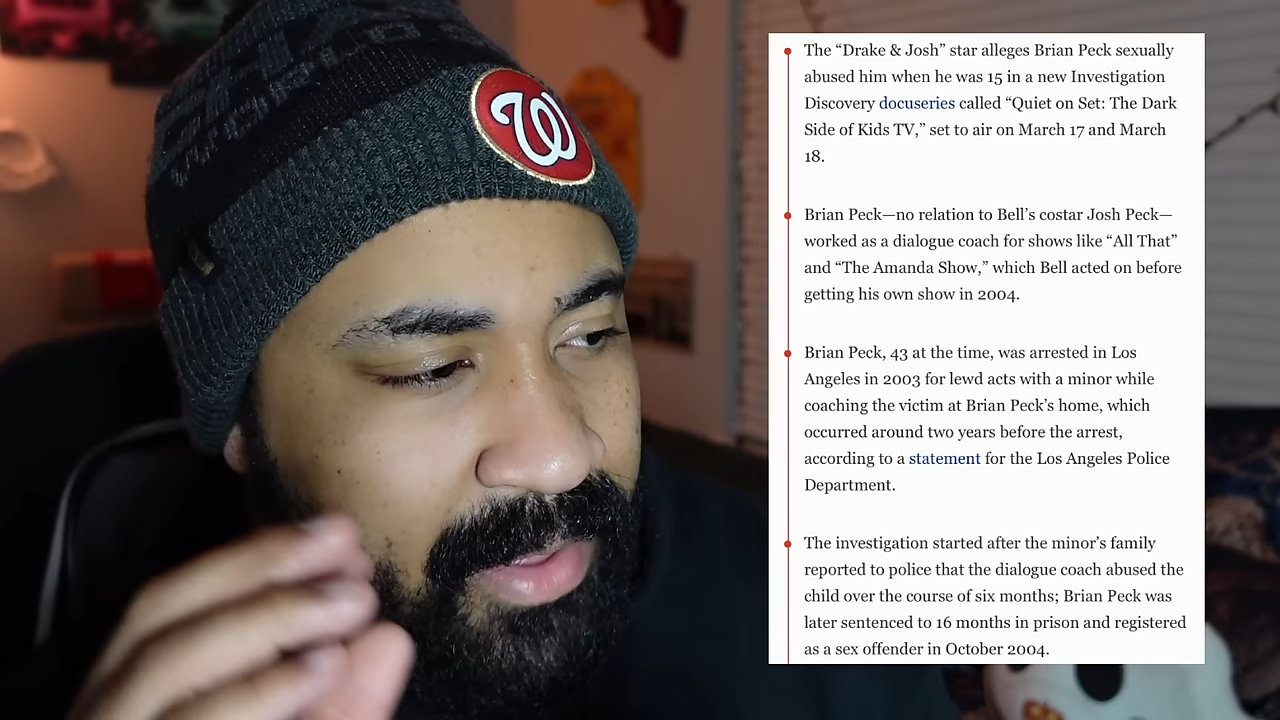 W
The “Drake & Josh” star alleges Brian Peck sexually
abused him when he was 15 in a new Investigation
Discovery docuseries called “Quiet on Set: The Dark
Side of Kids TV,” set to air on March 17 and March
18.
Brian Peck—no relation to Bell’s costar Josh Peck—
worked as a dialogue coach for shows like “All That”
and “The Amanda Show,” which Bell acted on before
getting his own show in 2004.
Brian Peck, 43 at the time, was arrested in Los
Angeles in 2003 for lewd acts with a minor while
coaching the victim at Brian Peck’s home, which
occurred around two years before the arrest,
according to a statement for the Los Angeles Police
Department.
The investigation started after the minor’s family
reported to police that the dialogue coach abused the
child over the course of six months; Brian Peck was
later sentenced to 16 months in prison and registered
as a sex offender in October 2004.